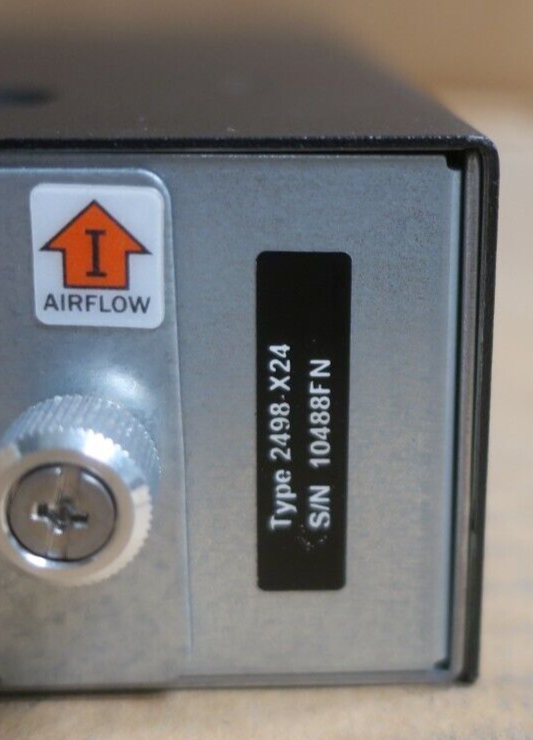 I
AIRFLOW
Type 2498-X24
S/N 10488FN